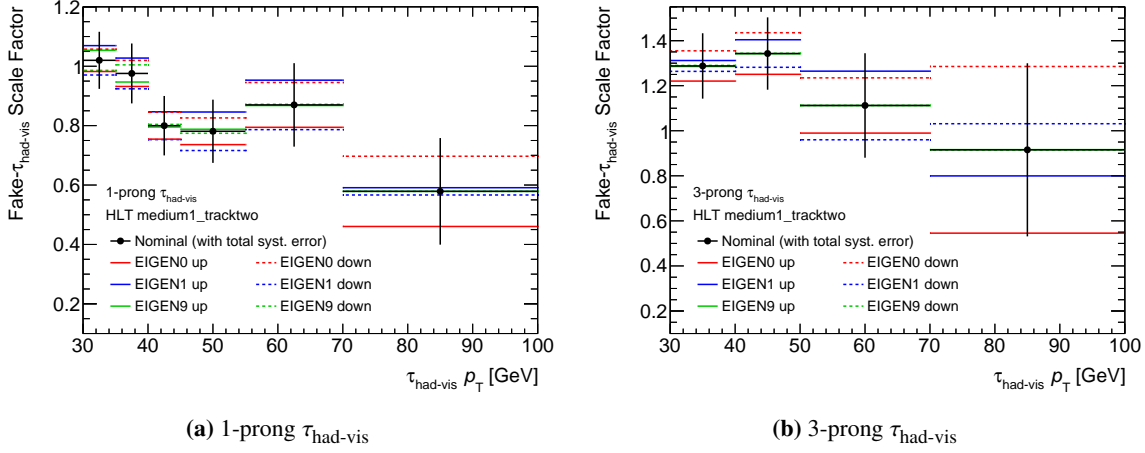 Fake-τhad-vis Scale Factor
1.2
1
0.8
0.6
0.4
0.2
1-prong τhad-vis
HLT medium1_tracktwo
Nominal (with total syst. error)
EIGEN0 up EIGEN0 down
EIGEN1 up EIGEN1 down
EIGEN9 up EIGEN9 down
30 40 50 60 70 80 90 100
τhad-vis pT [GeV]
(a) 1-prong τhad-vis
Fake-τhad-vis Scale Factor
1.4
1.2
1
0.8
0.6
0.4
0.2
3-prong τhad-vis
HLT medium1_tracktwo
Nominal (with total syst. error)
EIGEN0 up EIGEN0 down
EIGEN1 up EIGEN1 down
EIGEN9 up EIGEN9 down
30 40 50 60 70 80 90 100
τhad-vis pT [GeV]
(b) 3-prong τhad-vis